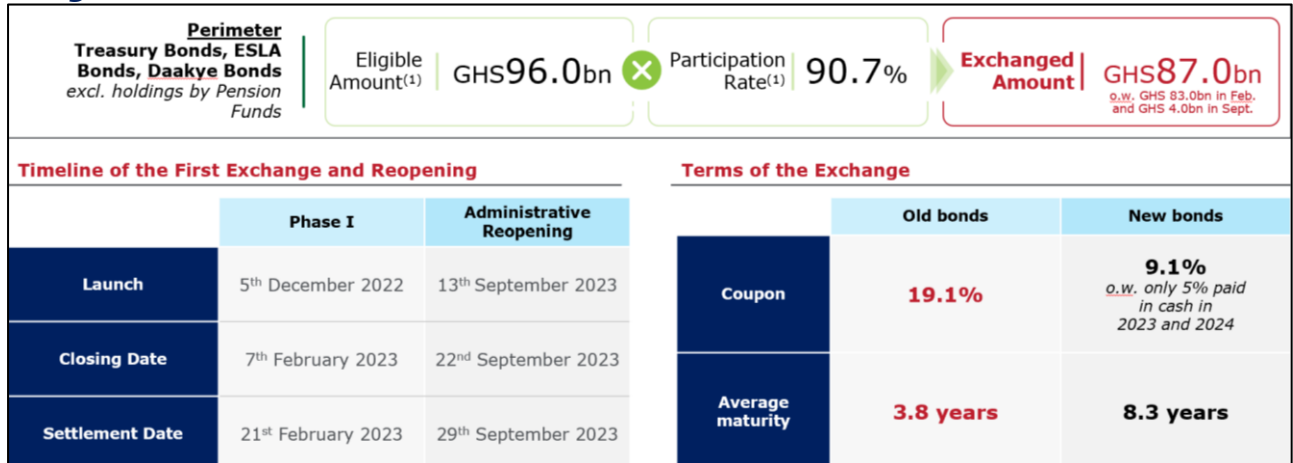 Perimeter
Treasury Bonds, ESLA
Bonds, Daakye Bonds
excl. holdings by Pension
Funds
Eligible
Amount(1)
GHS96.0bn
Participation
Rate(1)
90.7%
Exchanged
Amount
GHS87.0bn
o.w. GHS 83.0bn in Feb.
and GHS 4.0bn in Sept.
Timeline of the First Exchange and Reopening
Phase I
Administrative
Reopening
Launch
5th December 2022
13th September 2023
Closing Date
7th February 2023
22nd September 2023
Settlement Date
21st February 2023
29th September 2023
Terms of the Exchange
Old bonds
New bonds
Coupon
19.1%
9.1%
o.w. only 5% paid
in cash in
2023 and 2024
Average
maturity
3.8 years
8.3 years